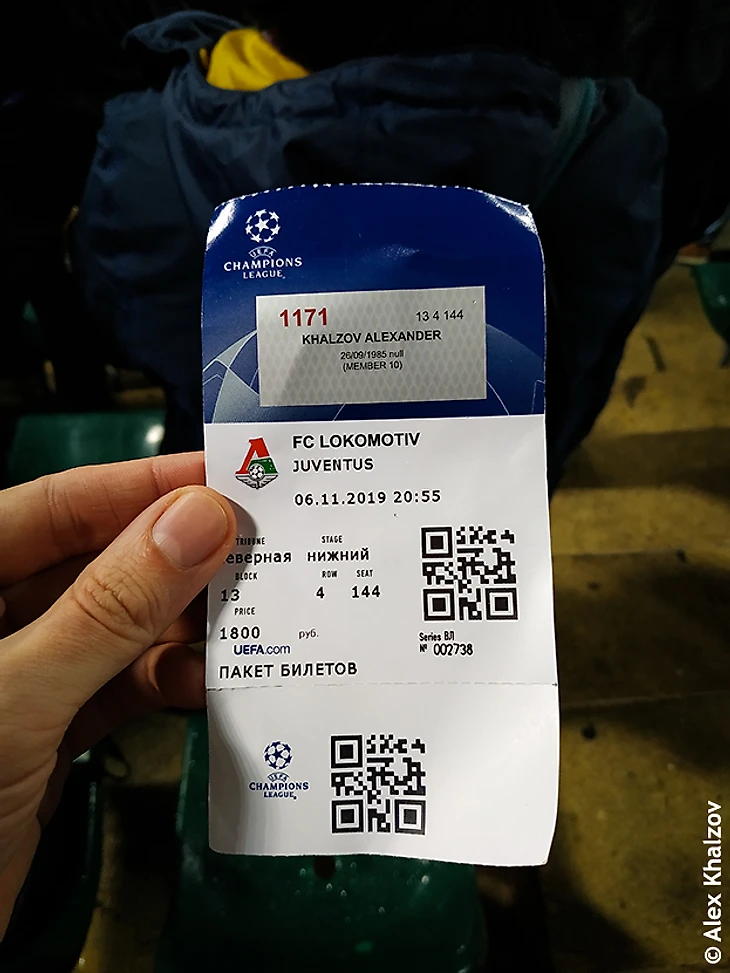 UEFA
CHAMPIONS
LEAGUE
1171 13 4 144
KHALZOV ALEXANDER
26/09/1985 null
(MEMBER 10)
FC LOKOMOTIV
JUVENTUS
06.11.2019 20:55
TRIBUNE STAGE
еверная нижний
BLOCK ROW SEAT
13 4 144
PRICE
1800 руб.
UEFA.com
Series ВЛ
№ 002738
ПАКЕТ БИЛЕТОВ
UEFA
CHAMPIONS
LEAGUE
© Alex Khalzov